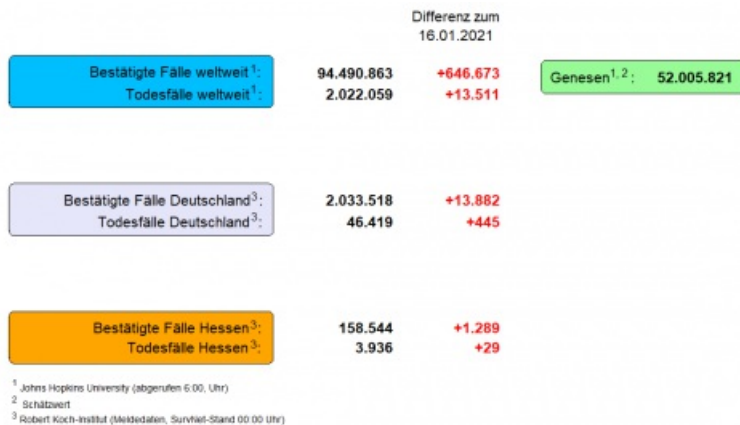 Differenz zum
16.01.2021
Bestätigte Fälle weltweit¹: 94.490.863 +646.673 Genesen¹˒ ²: 52.005.821
Todesfälle weltweit¹: 2.022.059 +13.511
Bestätigte Fälle Deutschland³: 2.033.518 +13.882
Todesfälle Deutschland³: 46.419 +445
Bestätigte Fälle Hessen³: 158.544 +1.289
Todesfälle Hessen³: 3.936 +29
¹ Johns Hopkins University (abgerufen 6:00, Uhr)
² Schätzwert
³ Robert Koch-Institut (Meldedaten, SurvNet-Stand 00:00 Uhr)